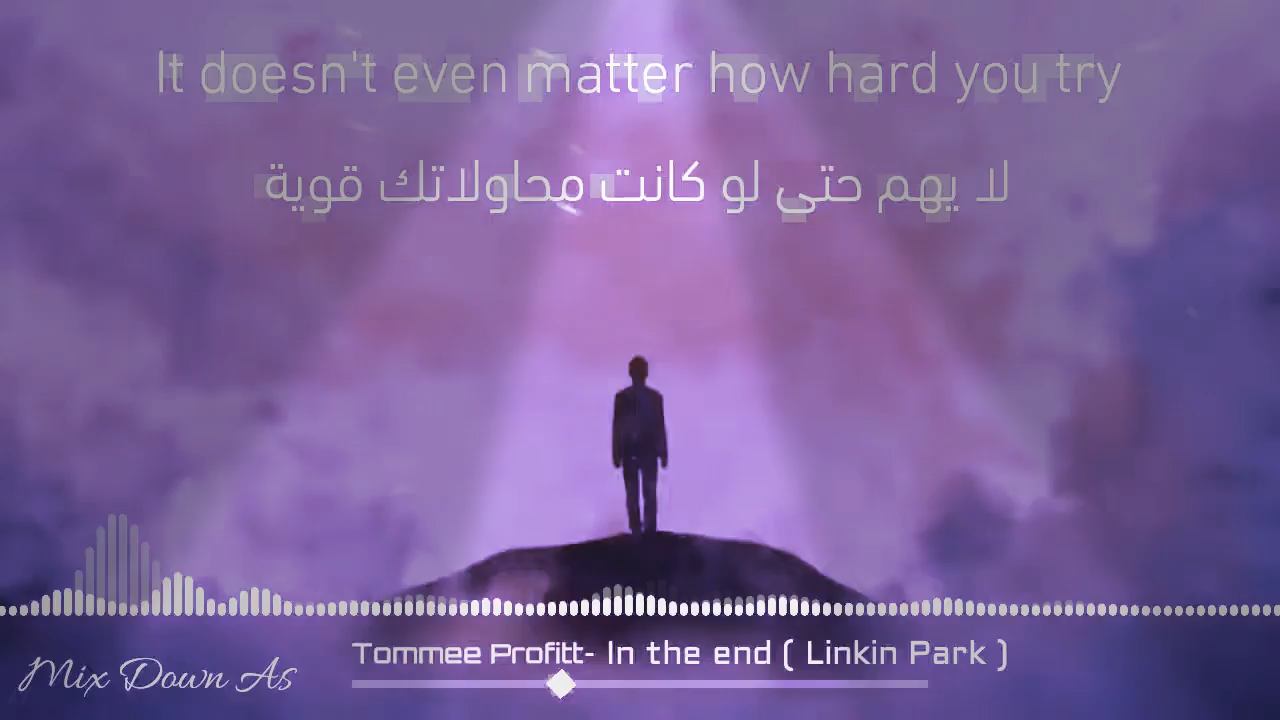 It doesn't even matter how hard you try
لا يهم حتى لو كانت محاولاتك قوية
Tommee Profitt- In the end ( Linkin Park )
Mix Down As